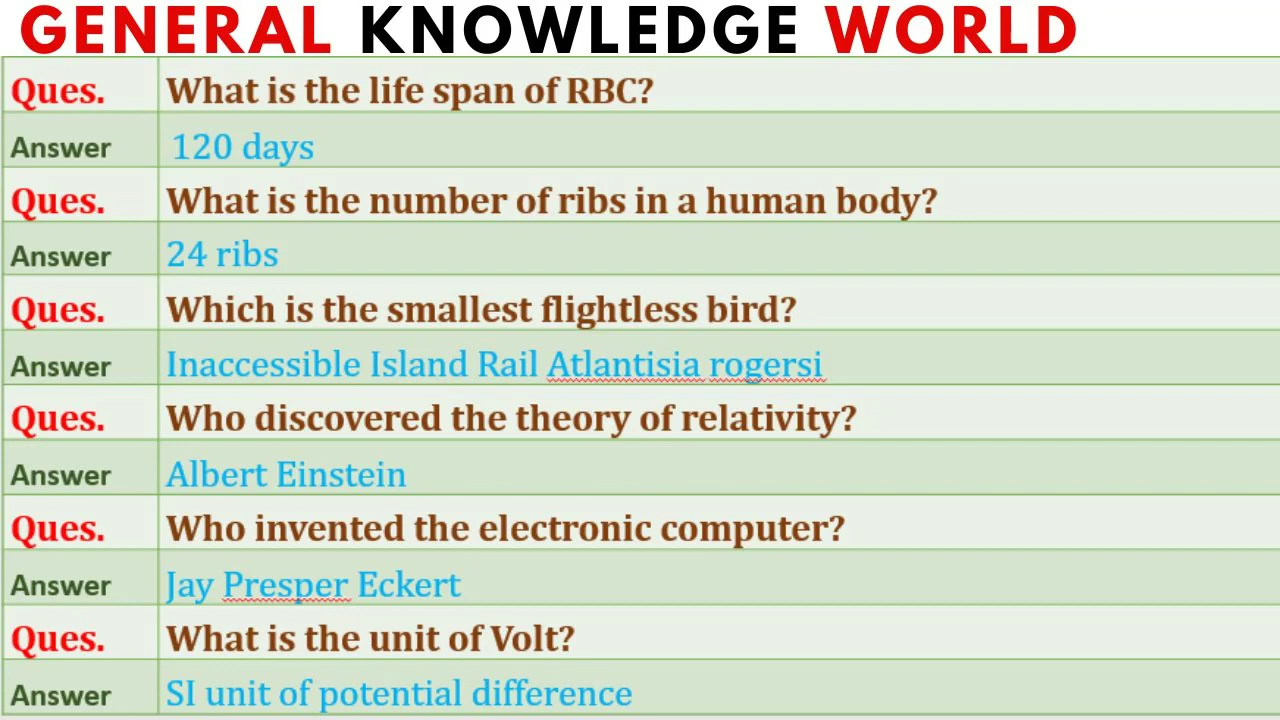 GENERAL KNOWLEDGE WORLD
Ques. What is the life span of RBC?
Answer 120 days
Ques. What is the number of ribs in a human body?
Answer 24 ribs
Ques. Which is the smallest flightless bird?
Answer Inaccessible Island Rail Atlantisia rogersi
Ques. Who discovered the theory of relativity?
Answer Albert Einstein
Ques. Who invented the electronic computer?
Answer Jay Presper Eckert
Ques. What is the unit of Volt?
Answer SI unit of potential difference